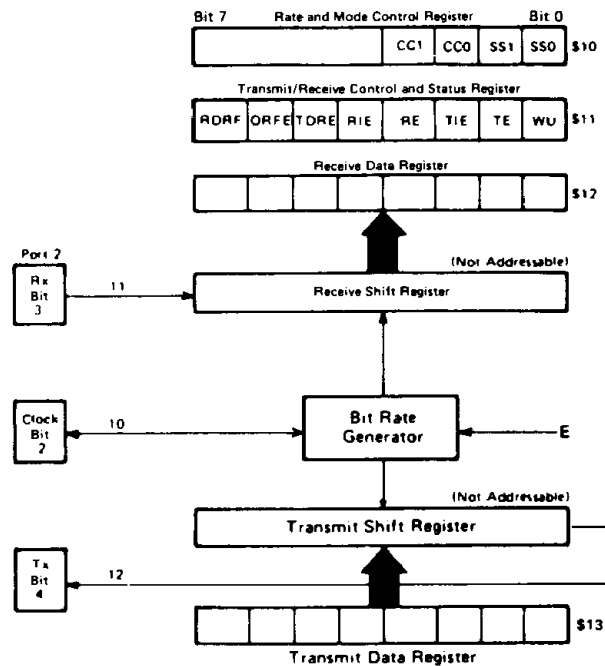 Bit 7 Rate and Mode Control Register Bit 0
CC1 CC0 SS1 SS0 $10
Transmit/Receive Control and Status Register
RDRF ORFE TDRE RIE RE TIE TE WU $11
Receive Data Register
$12
Port 2
(Not Addressable)
Rx
Bit
3
11
Receive Shift Register
Clock
Bit
2
10
Bit Rate
Generator
E
(Not Addressable)
Transmit Shift Register
Tx
Bit
4
12
$13
Transmit Data Register